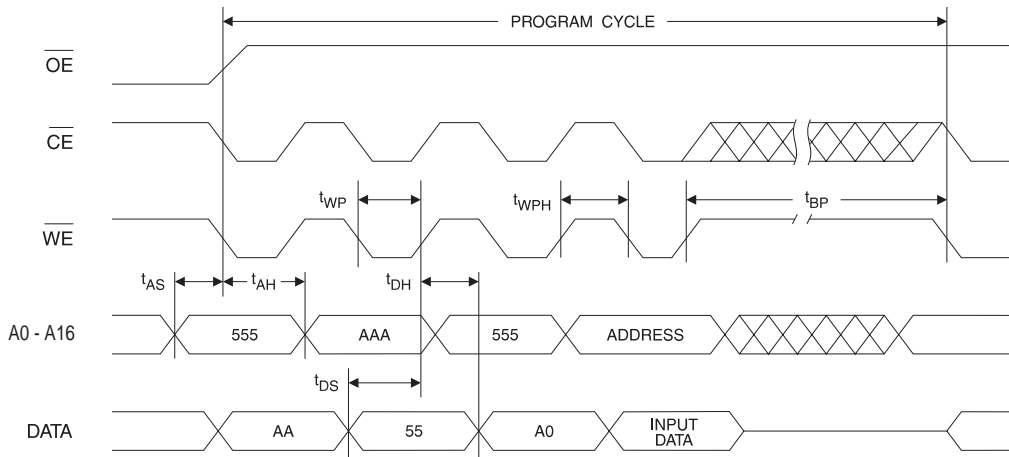 PROGRAM CYCLE
OE
CE
tWP
tWPH
tBP
WE
tAS
tAH
tDH
A0 - A16
555
AAA
555
ADDRESS
tDS
DATA
AA
55
A0
INPUT
DATA